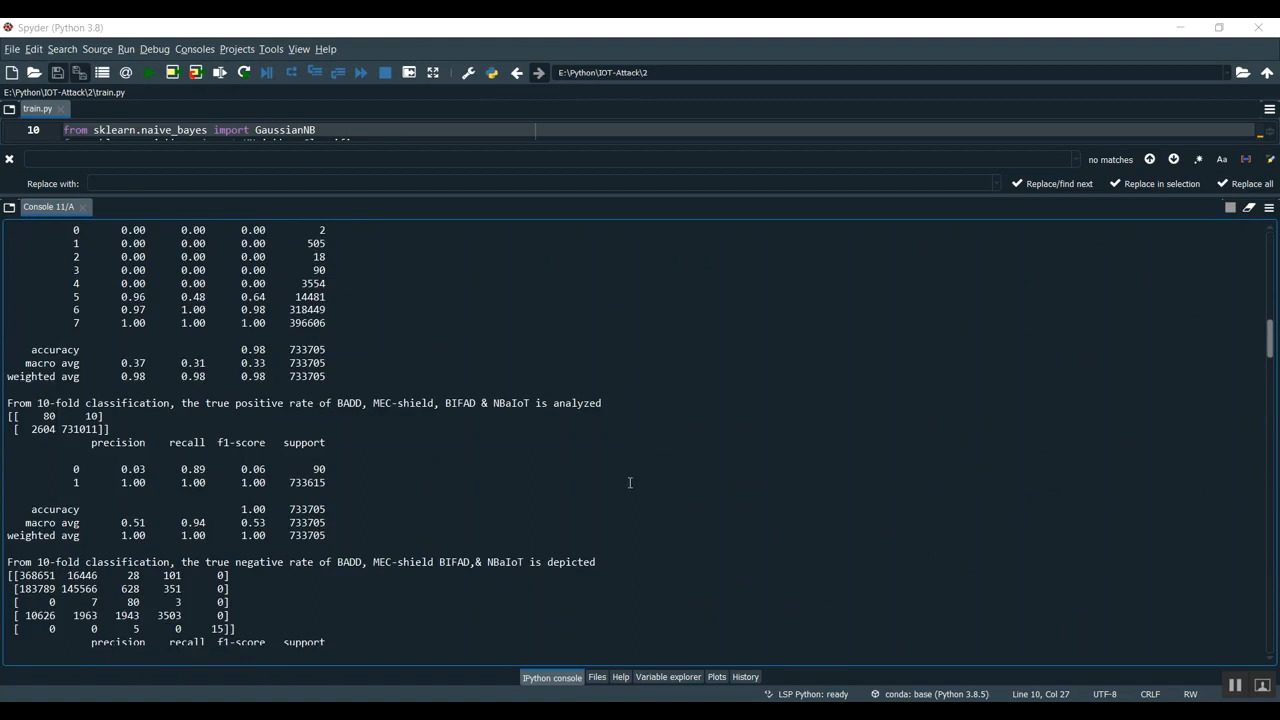 Spyder (Python 3.8)
File Edit Search Source Run Debug Consoles Projects Tools View Help
E:\Python\IOT-Attack\2
E:\Python\IOT-Attack\2\train.py
train.py
10 from sklearn.naive_bayes import GaussianNB
no matches
Replace with: Replace/find next Replace in selection Replace all
Console 11/A
0 0.00 0.00 0.00 2
1 0.00 0.00 0.00 505
2 0.00 0.00 0.00 18
3 0.00 0.00 0.00 90
4 0.00 0.00 0.00 3554
5 0.96 0.48 0.64 14481
6 0.97 1.00 0.98 318449
7 1.00 1.00 1.00 396606
accuracy 0.98 733705
macro avg 0.37 0.31 0.33 733705
weighted avg 0.98 0.98 0.98 733705
From 10-fold classification, the true positive rate of BADD, MEC-shield, BIFAD & NBaIoT is analyzed
[[ 80 10]
[ 2604 731011]]
precision recall f1-score support
0 0.03 0.89 0.06 90
1 1.00 1.00 1.00 733615
accuracy 1.00 733705
macro avg 0.51 0.94 0.53 733705
weighted avg 1.00 1.00 1.00 733705
From 10-fold classification, the true negative rate of BADD, MEC-shield BIFAD,& NBaIoT is depicted
[[368651 16446 28 101 0]
[183789 145566 628 351 0]
[ 0 7 80 3 0]
[ 10626 1963 1943 3503 0]
[ 0 0 5 0 15]]
precision recall f1-score support
IPython console Files Help Variable explorer Plots History
LSP Python: ready conda: base (Python 3.8.5) Line 10, Col 27 UTF-8 CRLF RW